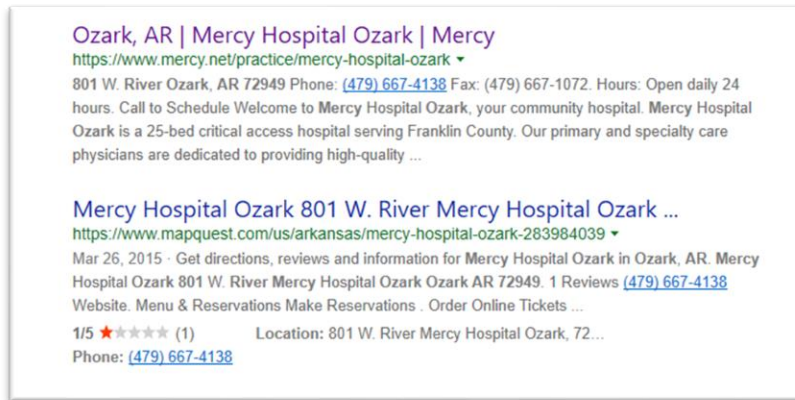 Ozark, AR | Mercy Hospital Ozark | Mercy
https://www.mercy.net/practice/mercy-hospital-ozark
801 W. River Ozark, AR 72949 Phone: (479) 667-4138 Fax: (479) 667-1072. Hours: Open daily 24
hours. Call to Schedule Welcome to Mercy Hospital Ozark, your community hospital. Mercy Hospital
Ozark is a 25-bed critical access hospital serving Franklin County. Our primary and specialty care
physicians are dedicated to providing high-quality ...
Mercy Hospital Ozark 801 W. River Mercy Hospital Ozark ...
https://www.mapquest.com/us/arkansas/mercy-hospital-ozark-283984039
Mar 26, 2015 · Get directions, reviews and information for Mercy Hospital Ozark in Ozark, AR. Mercy
Hospital Ozark 801 W. River Mercy Hospital Ozark Ozark AR 72949. 1 Reviews (479) 667-4138
Website. Menu & Reservations Make Reservations . Order Online Tickets ...
1/5 (1) Location: 801 W. River Mercy Hospital Ozark, 72...
Phone: (479) 667-4138